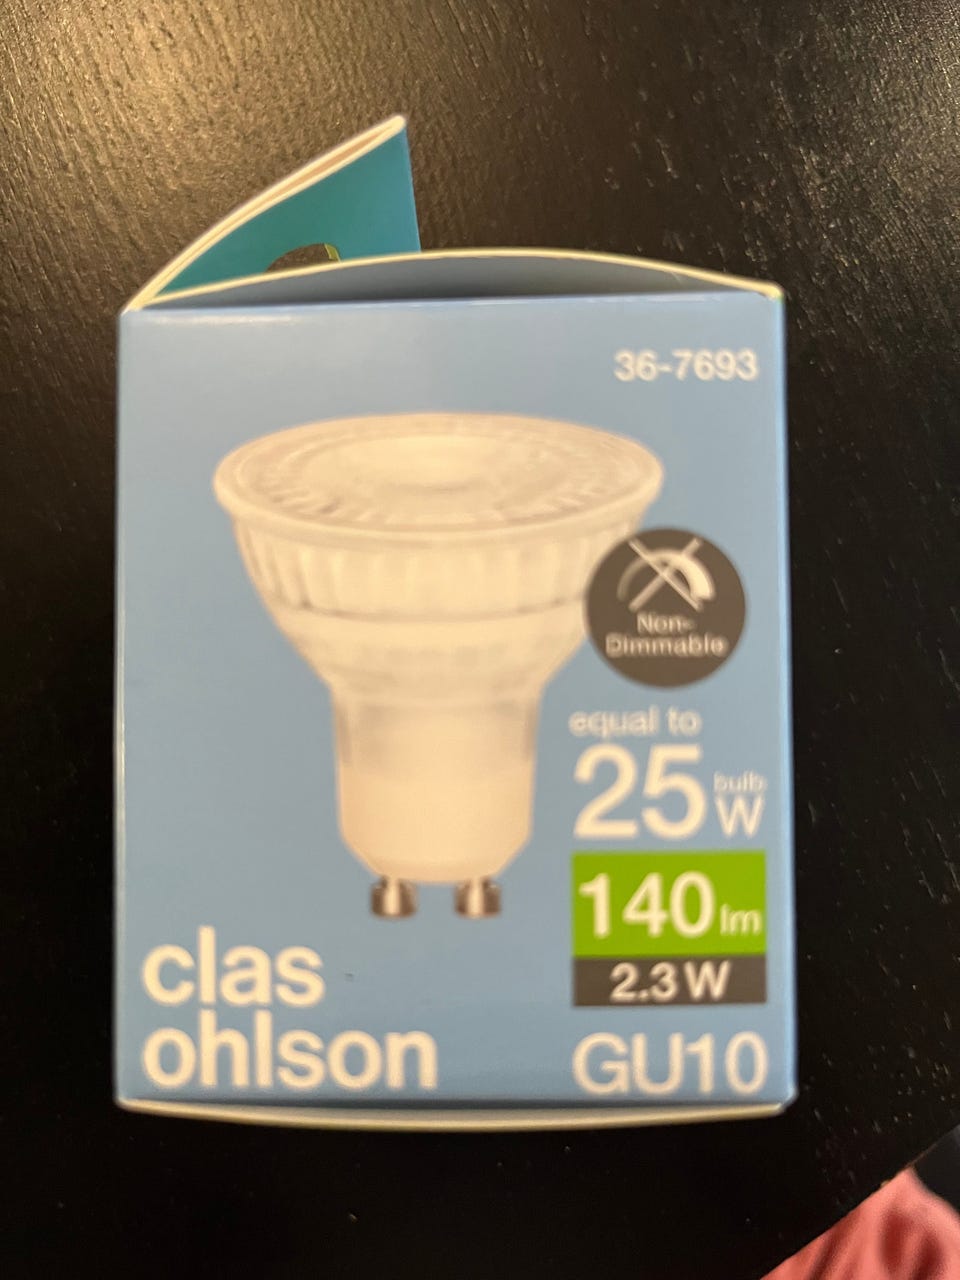 36-7693
Non-
Dimmable
equal to
25 bulb W
140 lm
2.3 W
clas
ohlson
GU10